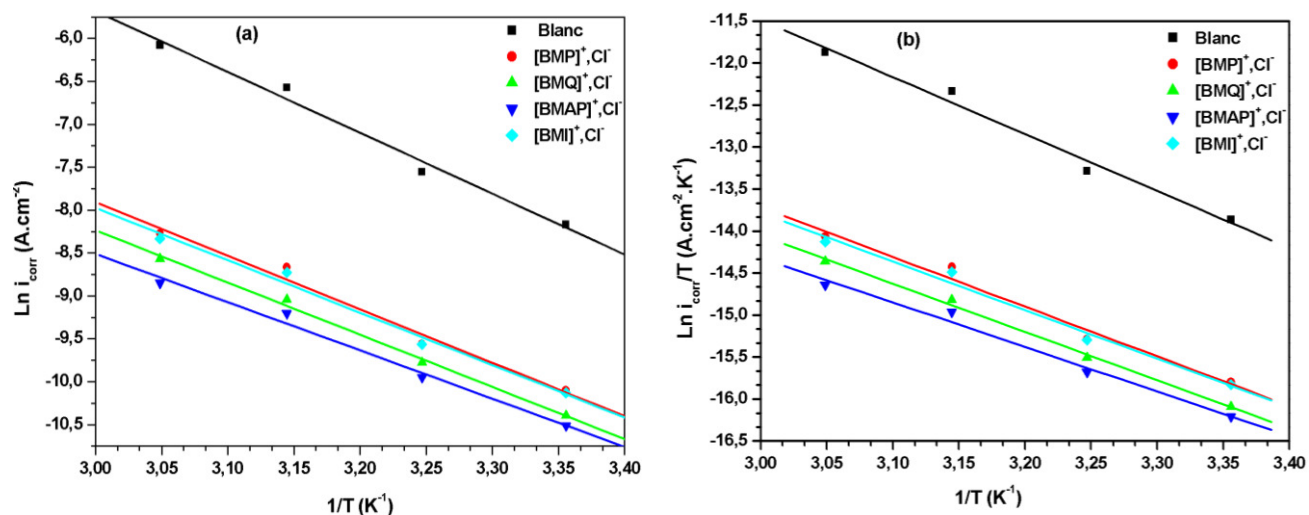 (a)
Blanc
[BMP]⁺,Cl⁻
[BMQ]⁺,Cl⁻
[BMAP]⁺,Cl⁻
[BMI]⁺,Cl⁻
-6,0
-6,5
-7,0
-7,5
-8,0
-8,5
-9,0
-9,5
-10,0
-10,5
Ln i_corr (A.cm⁻²)
3,00 3,05 3,10 3,15 3,20 3,25 3,30 3,35 3,40
1/T (K⁻¹)
(b)
Blanc
[BMP]⁺,Cl⁻
[BMQ]⁺,Cl⁻
[BMAP]⁺,Cl⁻
[BMI]⁺,Cl⁻
-11,5
-12,0
-12,5
-13,0
-13,5
-14,0
-14,5
-15,0
-15,5
-16,0
-16,5
Ln i_corr/T (A.cm⁻².K⁻¹)
3,00 3,05 3,10 3,15 3,20 3,25 3,30 3,35 3,40
1/T (K⁻¹)